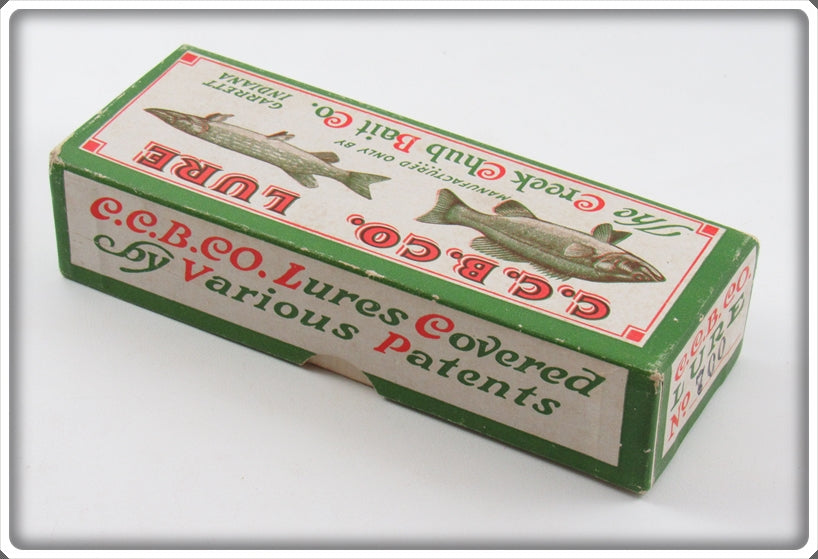 C.C.B.CO. LURE
MANUFACTURED ONLY BY
The Creek Chub Bait Co.
GARRETT
INDIANA
C.C.B.CO. Lures Covered
by Various Patents
C.C.B.CO.
LURE
No.